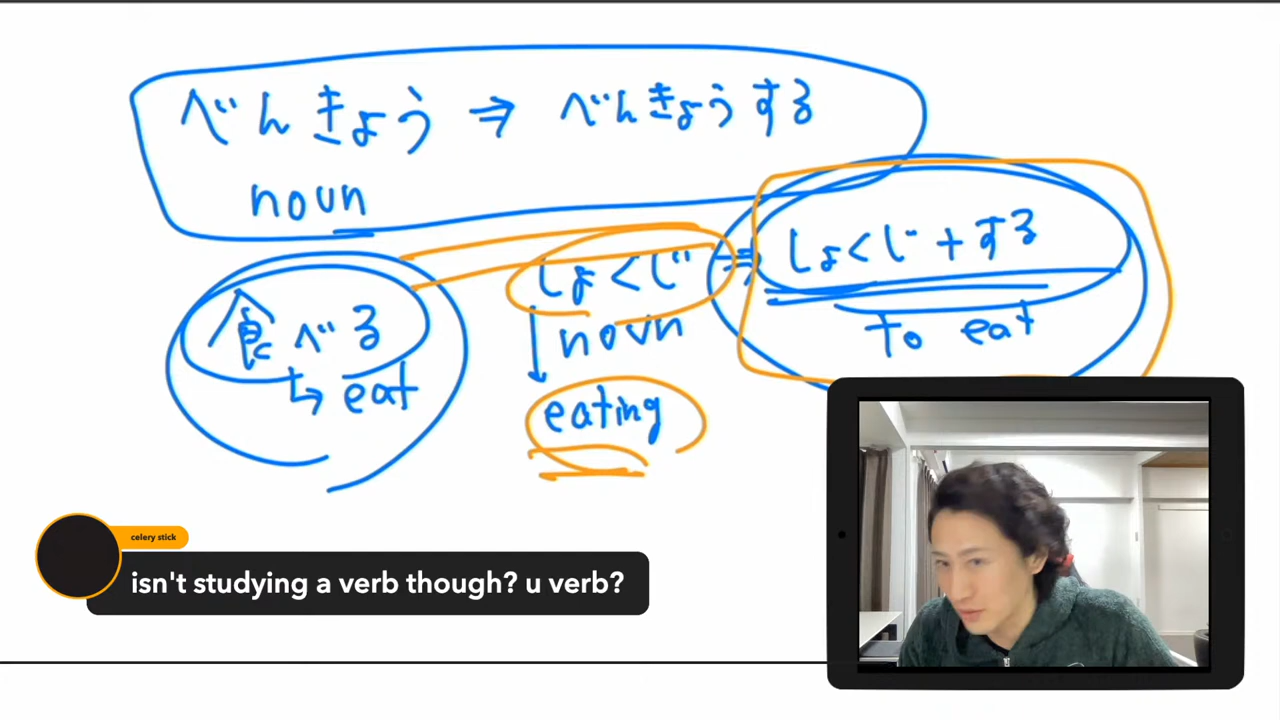 べんきょう ⇒ べんきょうする
noun
しょくじ ⇒ しょくじ+する
noun
to eat
食べる
↳ eat
eating
celery stick
isn't studying a verb though? u verb?